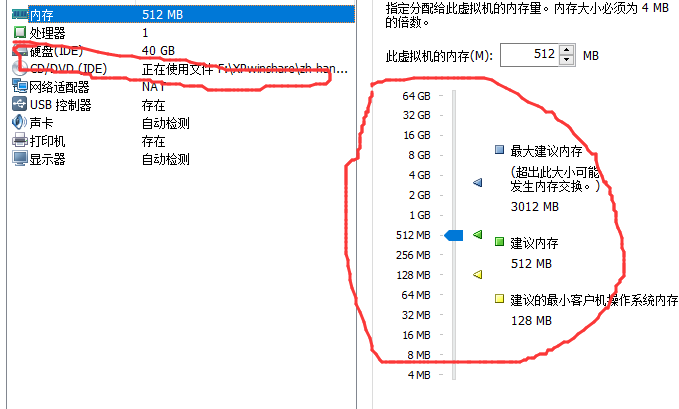 内存 512 MB
处理器 1
硬盘(IDE) 40 GB
CD/DVD (IDE) 正在使用文件 F:\XPwinshare\zh-han...
网络适配器 NAT
USB 控制器 存在
声卡 自动检测
打印机 存在
显示器 自动检测
指定分配给此虚拟机的内存量。内存大小必须为 4 MB
的倍数。
此虚拟机的内存(M): 512 MB
64 GB
32 GB
16 GB
8 GB
4 GB
2 GB
1 GB
512 MB
256 MB
128 MB
64 MB
32 MB
16 MB
8 MB
4 MB
最大建议内存
(超出此大小可能
发生内存交换。)
3012 MB
建议内存
512 MB
建议的最小客户机操作系统内存
128 MB